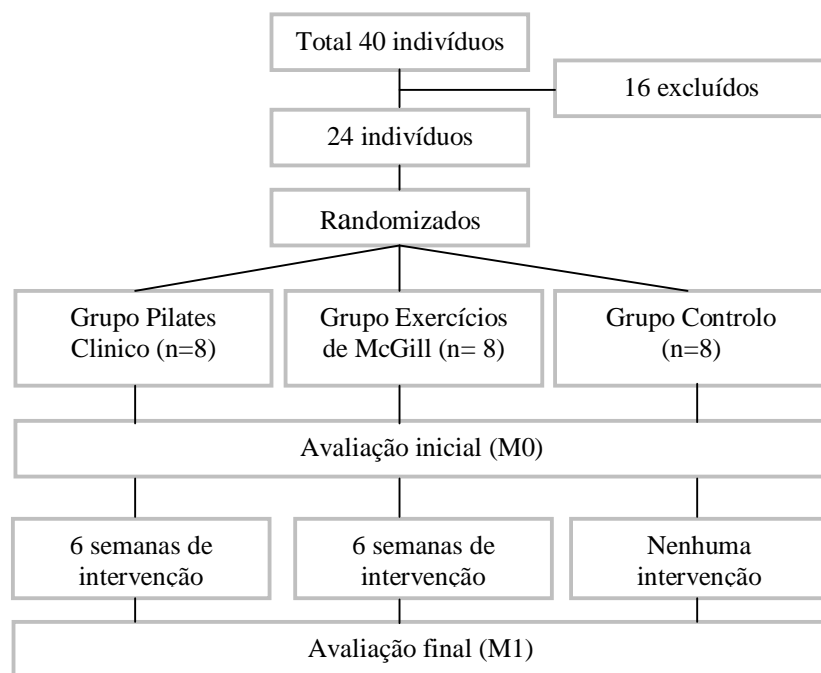 Total 40 indivíduos
16 excluídos
24 indivíduos
Randomizados
Grupo Pilates
Clinico (n=8)
Grupo Exercícios
de McGill (n= 8)
Grupo Controlo
(n=8)
Avaliação inicial (M0)
6 semanas de
intervenção
6 semanas de
intervenção
Nenhuma
intervenção
Avaliação final (M1)